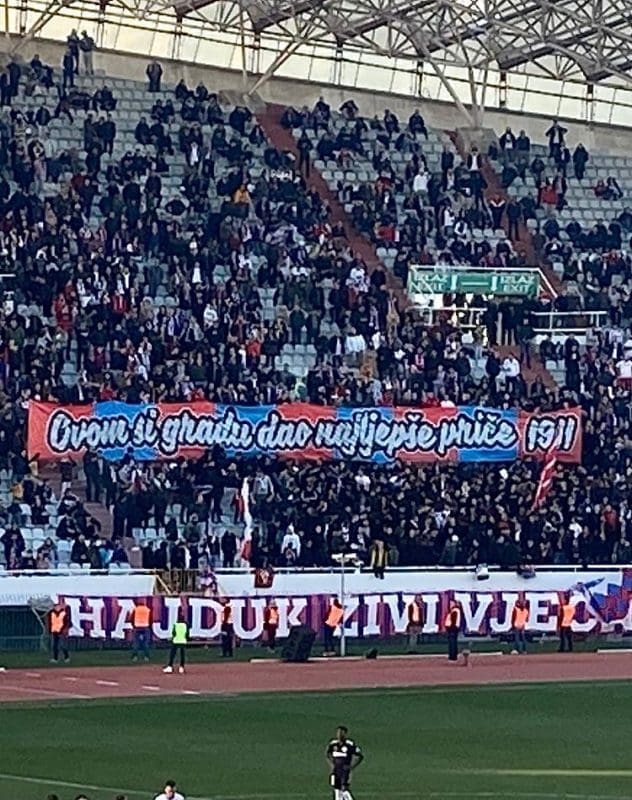 IZLAZ EXIT IZLAZ EXIT
Ovom si gradu dao najljepše priče 1911
HAJDUK ŽIVI VJEČ